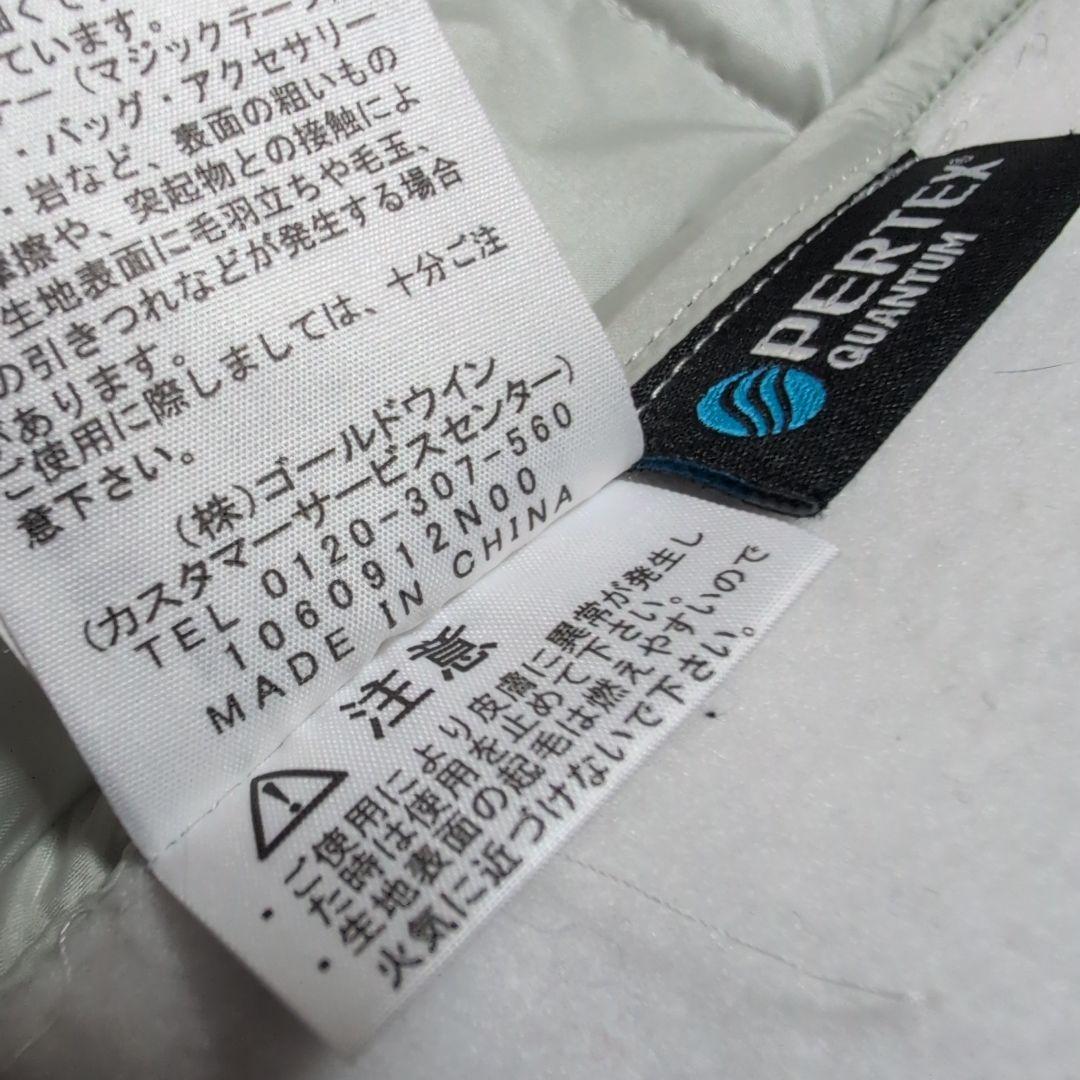 ています。
ー（マジックテープ
・バッグ・アクセサリー
・岩など、表面の粗いもの
摩擦や、突起物との接触によ
生地表面に毛羽立ちや毛玉、
の引きつれなどが発生する場合
があります。
ご使用に際しましては、十分ご注
意下さい。
(株)ゴールドウイン
(カスタマーサービスセンター)
TEL 0120-307-560
1060912N00
MADE IN CHINA
注意
・ご使用により皮膚に異常が発生し
た時は使用を止めて下さい。
・生地表面の起毛は燃えやすいので
火気に近づけないで下さい。
PERTEX®
QUANTUM